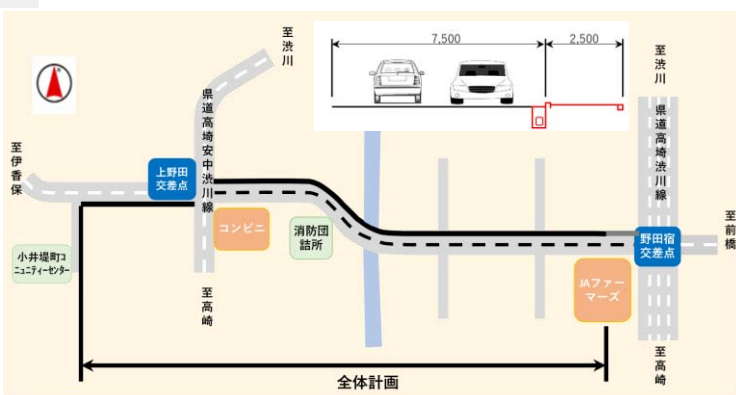 7,500
2,500
至渋川
至渋川
県道高埼安中渋川線
県道高埼渋川線
至伊香保
上野田
交差点
コンビニ
消防団
詰所
小井堤町コ
ミュニティーセンター
野田宿
交差点
至前橋
JAファー
マーズ
至高崎
至高崎
全体計画